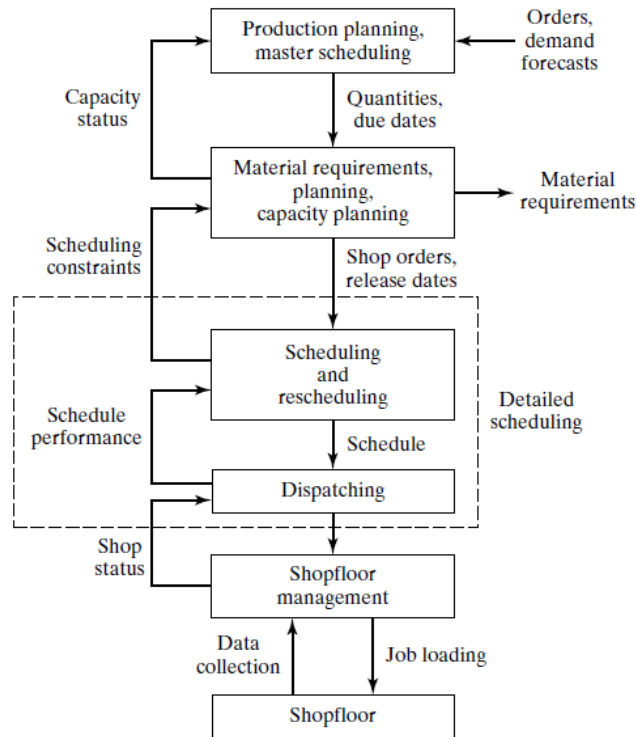 Production planning,
master scheduling
Orders,
demand
forecasts
Capacity
status
Quantities,
due dates
Material requirements,
planning,
capacity planning
Material
requirements
Scheduling
constraints
Shop orders,
release dates
Scheduling
and
rescheduling
Detailed
scheduling
Schedule
performance
Schedule
Dispatching
Shop
status
Shopfloor
management
Data
collection
Job loading
Shopfloor